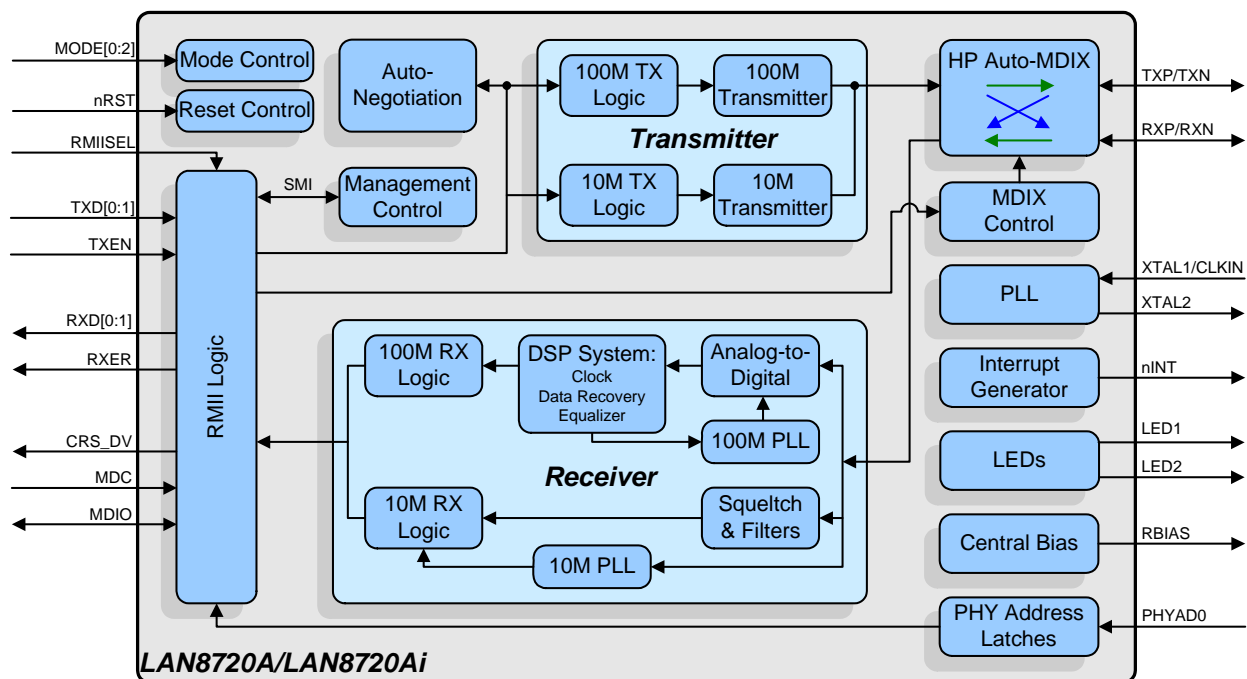 MODE[0:2]
nRST
RMIISEL
TXD[0:1]
TXEN
RXD[0:1]
RXER
CRS_DV
MDC
MDIO
Mode Control
Reset Control
RMII Logic
SMI
Auto-
Negotiation
Management
Control
100M TX
Logic
100M
Transmitter
Transmitter
10M TX
Logic
10M
Transmitter
100M RX
Logic
DSP System:
Clock
Data Recovery
Equalizer
Analog-to-
Digital
100M PLL
Receiver
10M RX
Logic
Squeltch
& Filters
10M PLL
HP Auto-MDIX
MDIX
Control
PLL
Interrupt
Generator
LEDs
Central Bias
PHY Address
Latches
TXP/TXN
RXP/RXN
XTAL1/CLKIN
XTAL2
nINT
LED1
LED2
RBIAS
PHYAD0
LAN8720A/LAN8720Ai